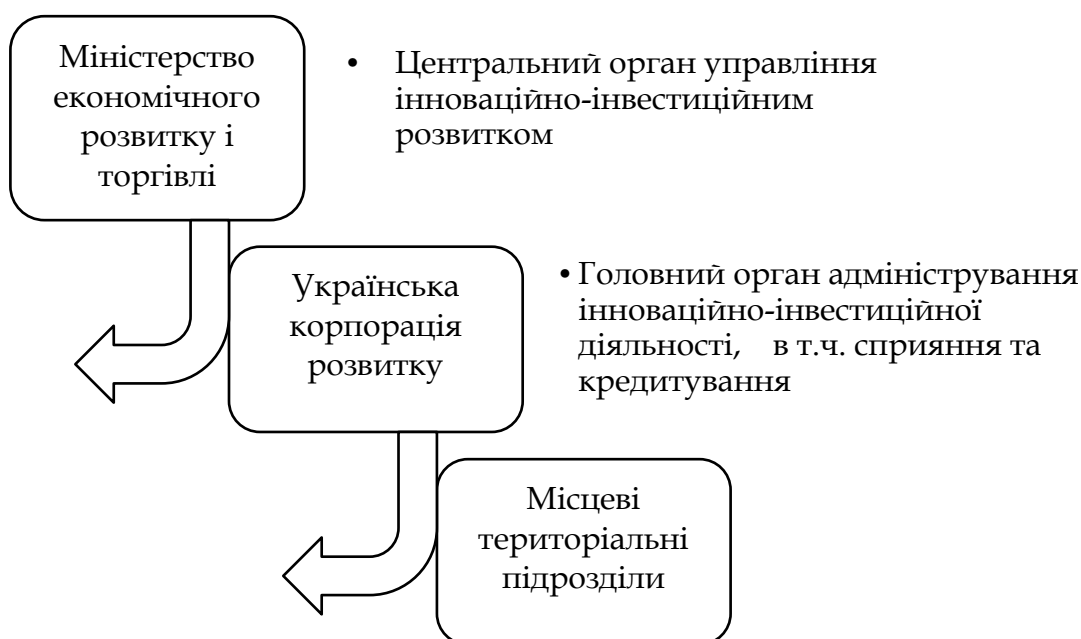 Міністерство
економічного
розвитку і
торгівлі
• Центральний орган управління
інноваційно-інвестиційним
розвитком
Українська
корпорація
розвитку
• Головний орган адміністрування
інноваційно-інвестиційної
діяльності, в т.ч. сприяння та
кредитування
Місцеві
територіальні
підрозділи